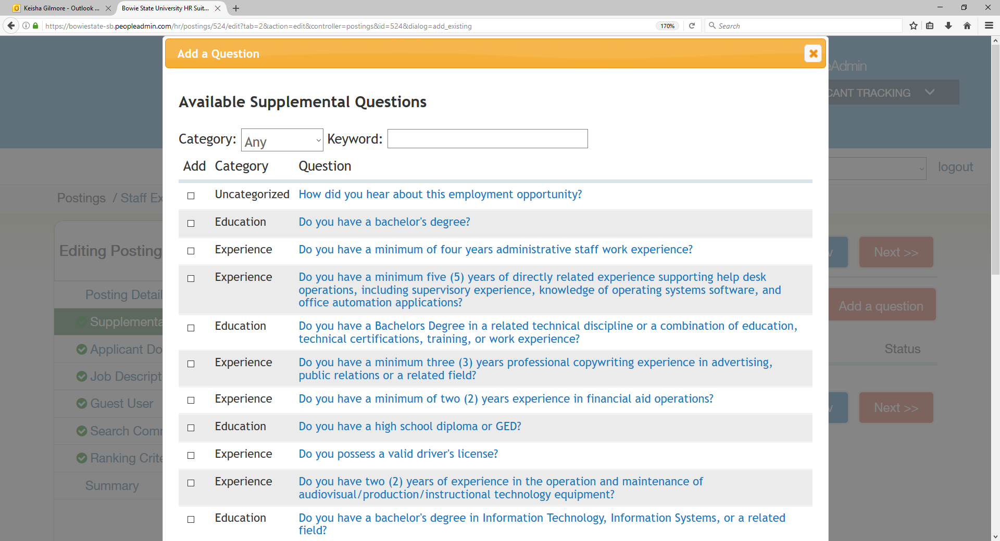 Keisha Gilmore - Outlook ...
Bowie State University HR Suit...
https://bowiestate-sb.peopleadmin.com/hr/postings/524/edit?tab=2&action=edit&controller=postings&id=524&dialog=add_existing
170%
Search
Add a Question
eAdmin
CANT TRACKING
Available Supplemental Questions
Category: Any Keyword:
logout
Add Category Question
Postings / Staff Ex
Uncategorized How did you hear about this employment opportunity?
Education Do you have a bachelor's degree?
Editing Posting
Experience Do you have a minimum of four years administrative staff work experience?
Next >>
Experience Do you have a minimum five (5) years of directly related experience supporting help desk
operations, including supervisory experience, knowledge of operating systems software, and
office automation applications?
Posting Detail
Add a question
Supplementa
Education Do you have a Bachelors Degree in a related technical discipline or a combination of education,
technical certifications, training, or work experience?
Applicant Do
Status
Experience Do you have a minimum three (3) years professional copywriting experience in advertising,
public relations or a related field?
Job Descript
Experience Do you have a minimum of two (2) years experience in financial aid operations?
Guest User
Next >>
Education Do you have a high school diploma or GED?
Search Com
Experience Do you possess a valid driver's license?
Ranking Crite
Experience Do you have two (2) years of experience in the operation and maintenance of
audiovisual/production/instructional technology equipment?
Summary
Education Do you have a bachelor's degree in Information Technology, Information Systems, or a related
field?